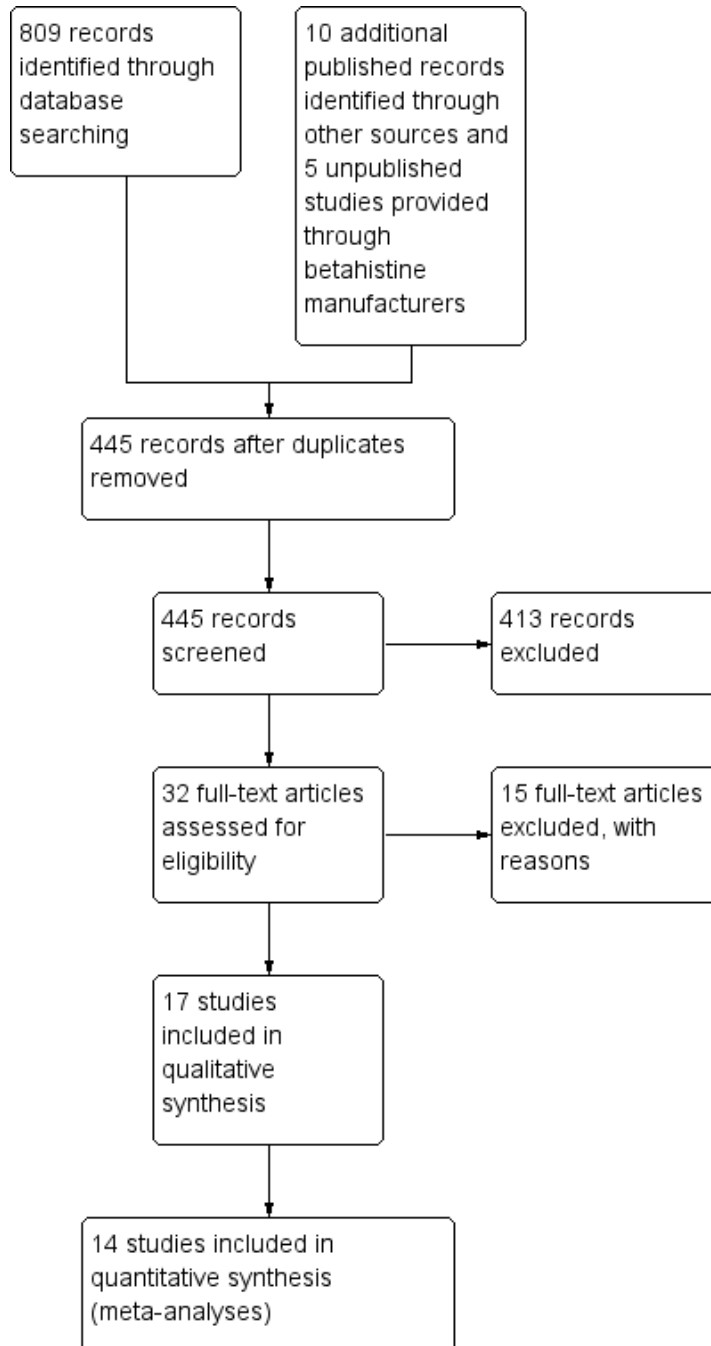 809 records
identified through
database
searching
10 additional
published records
identified through
other sources and
5 unpublished
studies provided
through
betahistine
manufacturers
445 records after duplicates
removed
445 records
screened
413 records
excluded
32 full-text articles
assessed for
eligibility
15 full-text articles
excluded, with
reasons
17 studies
included in
qualitative
synthesis
14 studies included in
quantitative synthesis
(meta-analyses)